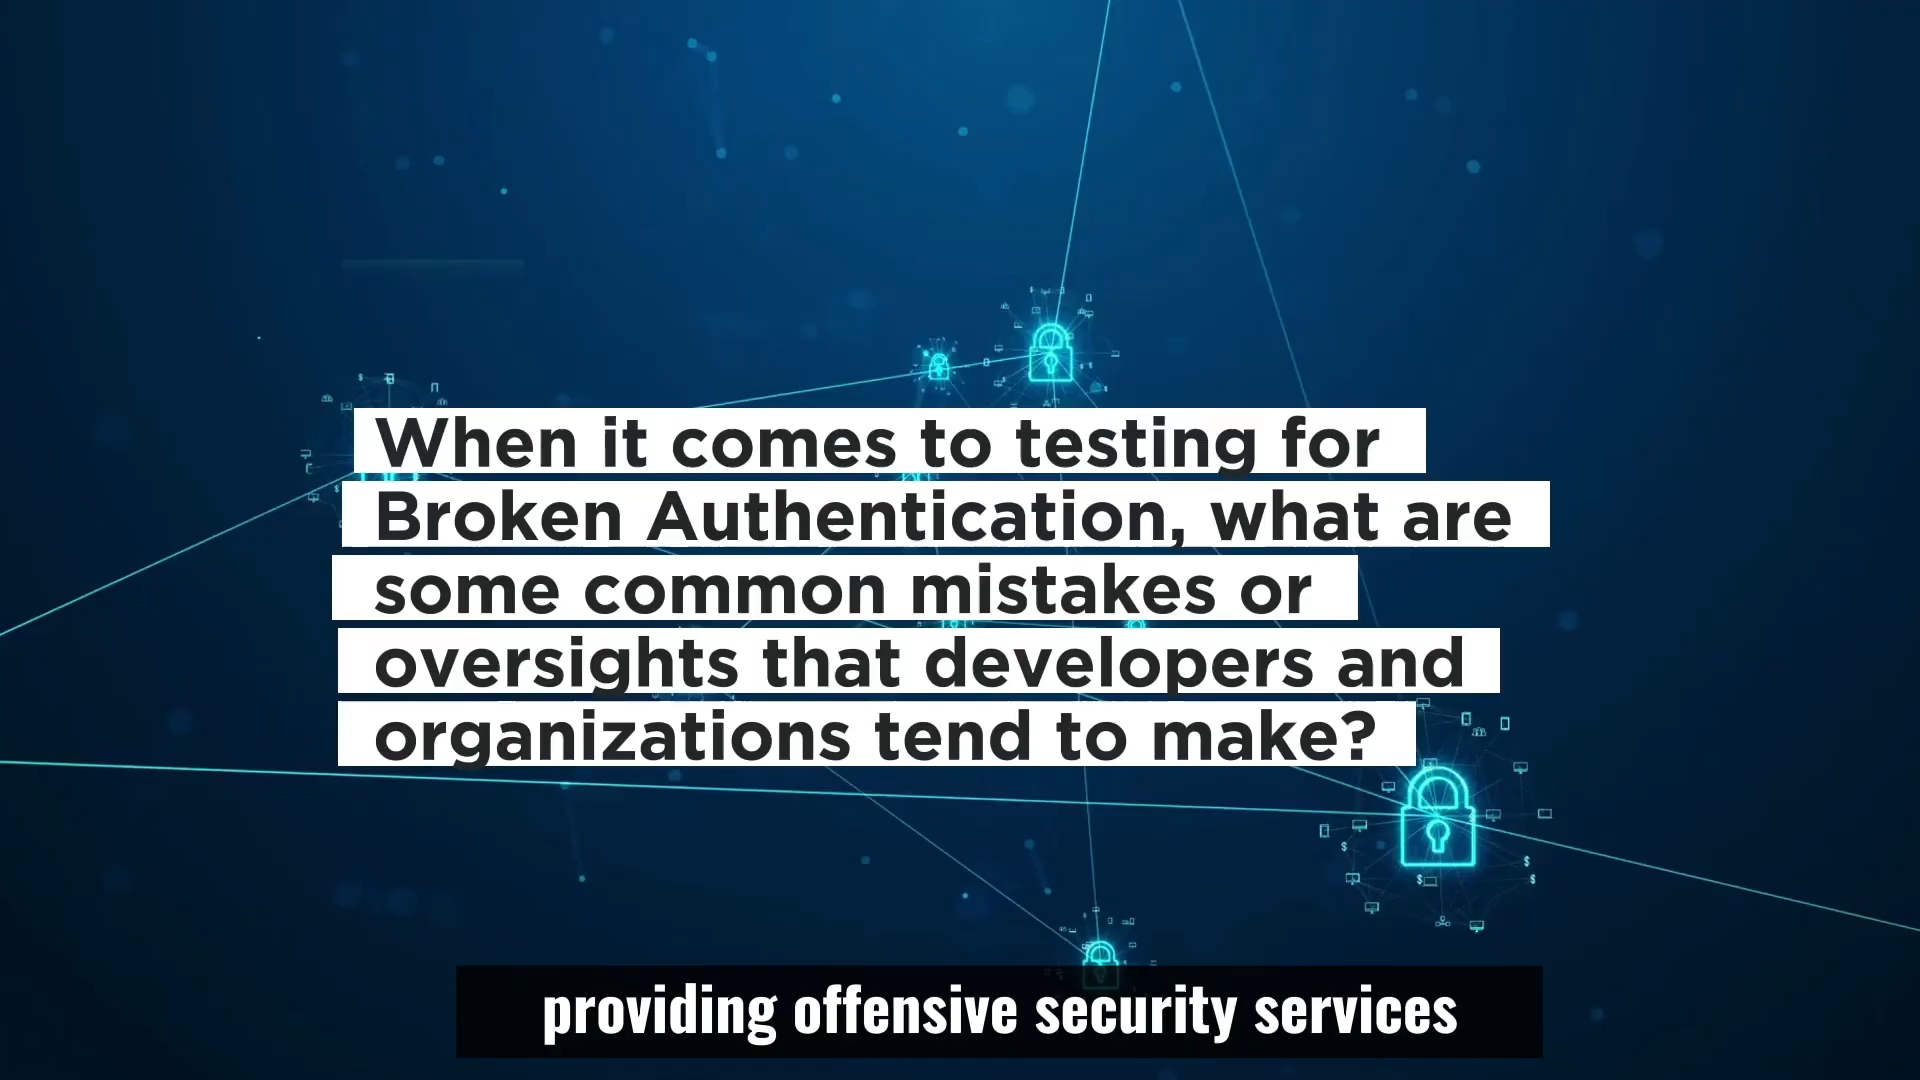 When it comes to testing for
Broken Authentication, what are
some common mistakes or
oversights that developers and
organizations tend to make?
providing offensive security services